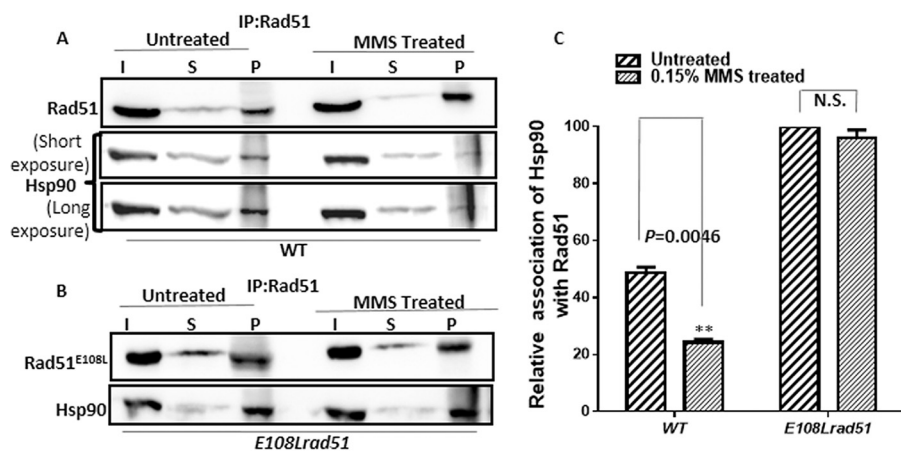 A
IP:Rad51
Untreated
MMS Treated
I S P I S P
Rad51
(Short
exposure)
Hsp90
(Long
exposure)
WT
B
IP:Rad51
Untreated
MMS Treated
I S P I S P
Rad51E108L
Hsp90
E108Lrad51
C
Untreated
0.15% MMS treated
N.S.
Relative association of Hsp90
with Rad51
100
80
60
40
20
0
P=0.0046
**
WT E108Lrad51